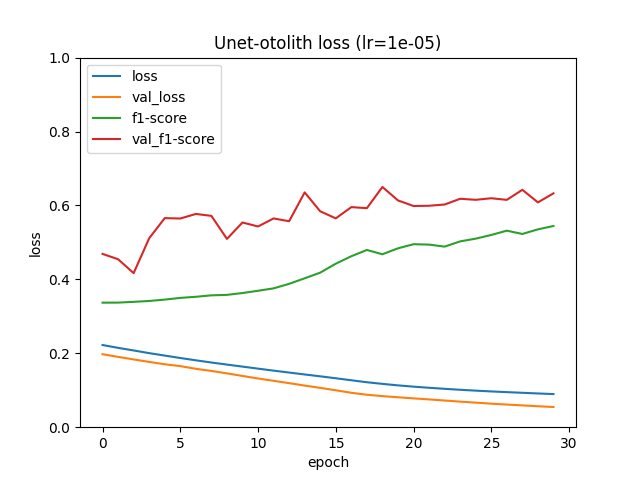 Unet-otolith loss (lr=1e-05)
1.0
0.8
0.6
0.4
0.2
0.0
loss
loss
val_loss
f1-score
val_f1-score
0 5 10 15 20 25 30
epoch